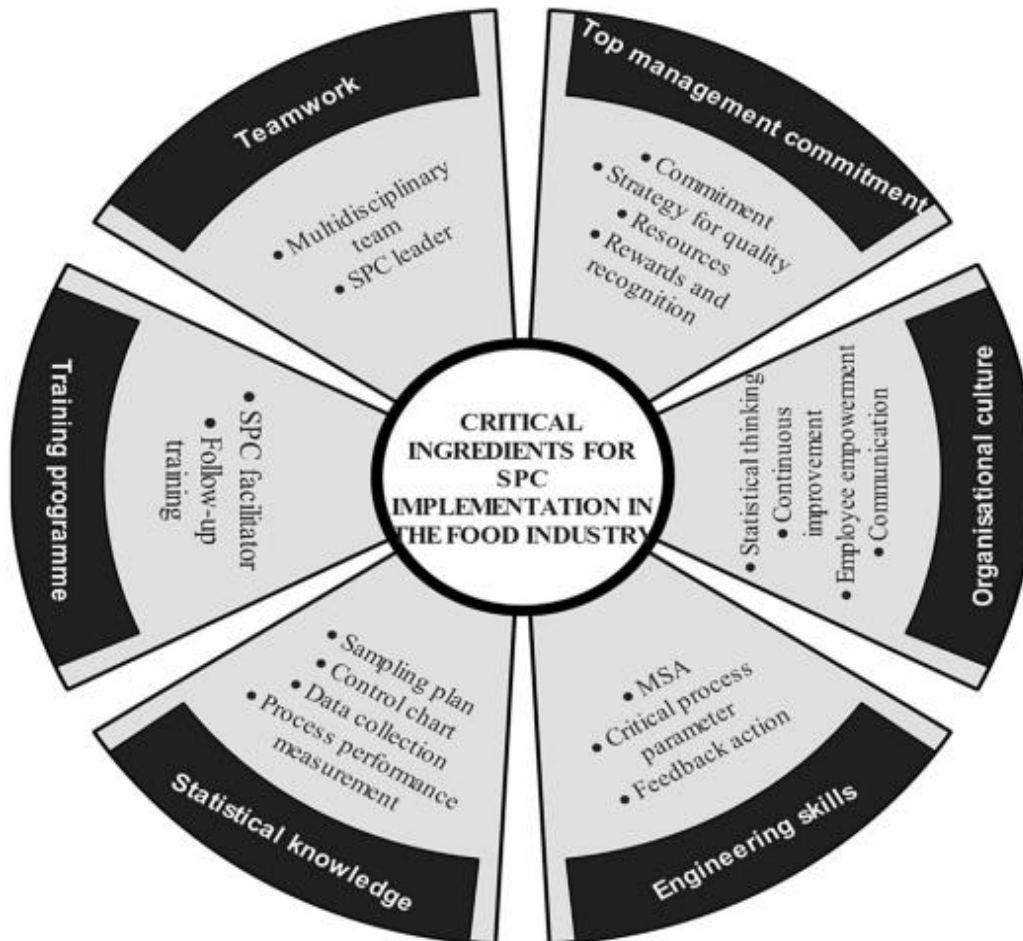 Teamwork
• Multidisciplinary
team
• SPC leader
Top management commitment
• Commitment
• Strategy for quality
• Resources
• Rewards and
recognition
Organisational culture
• Statistical thinking
• Continuous
improvement
• Employee empowerment
• Communication
Engineering skills
• MSA
• Critical process
parameter
• Feedback action
Statistical knowledge
• Sampling plan
• Control chart
• Data collection
• Process performance
measurement
Training programme
• SPC facilitator
• Follow-up
training
CRITICAL
INGREDIENTS FOR
SPC
IMPLEMENTATION IN
THE FOOD INDUSTRY